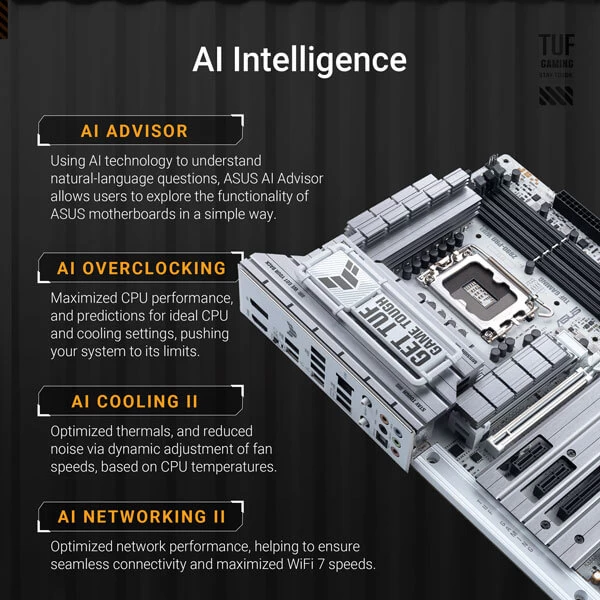 AI Intelligence
TUF
GAMING
AI ADVISOR
Using AI technology to understand
natural-language questions, ASUS AI Advisor
allows users to explore the functionality of
ASUS motherboards in a simple way.
AI OVERCLOCKING
Maximized CPU performance,
and predictions for ideal CPU
and cooling settings, pushing
your system to its limits.
AI COOLING II
Optimized thermals, and reduced
noise via dynamic adjustment of fan
speeds, based on CPU temperatures.
AI NETWORKING II
Optimized network performance, helping to ensure
seamless connectivity and maximized WiFi 7 speeds.
GET TUF
GAME TOUGH